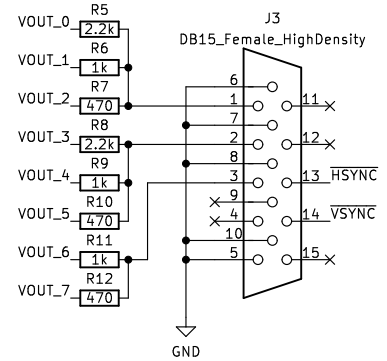 J3
DB15_Female_HighDensity
VOUT_0
R5
2.2k
VOUT_1
R6
1k
VOUT_2
R7
470
VOUT_3
R8
2.2k
VOUT_4
R9
1k
VOUT_5
R10
470
VOUT_6
R11
1k
VOUT_7
R12
470
6
1
7
2
8
3
9
4
10
5
11
12
13
HSYNC
14
VSYNC
15
GND